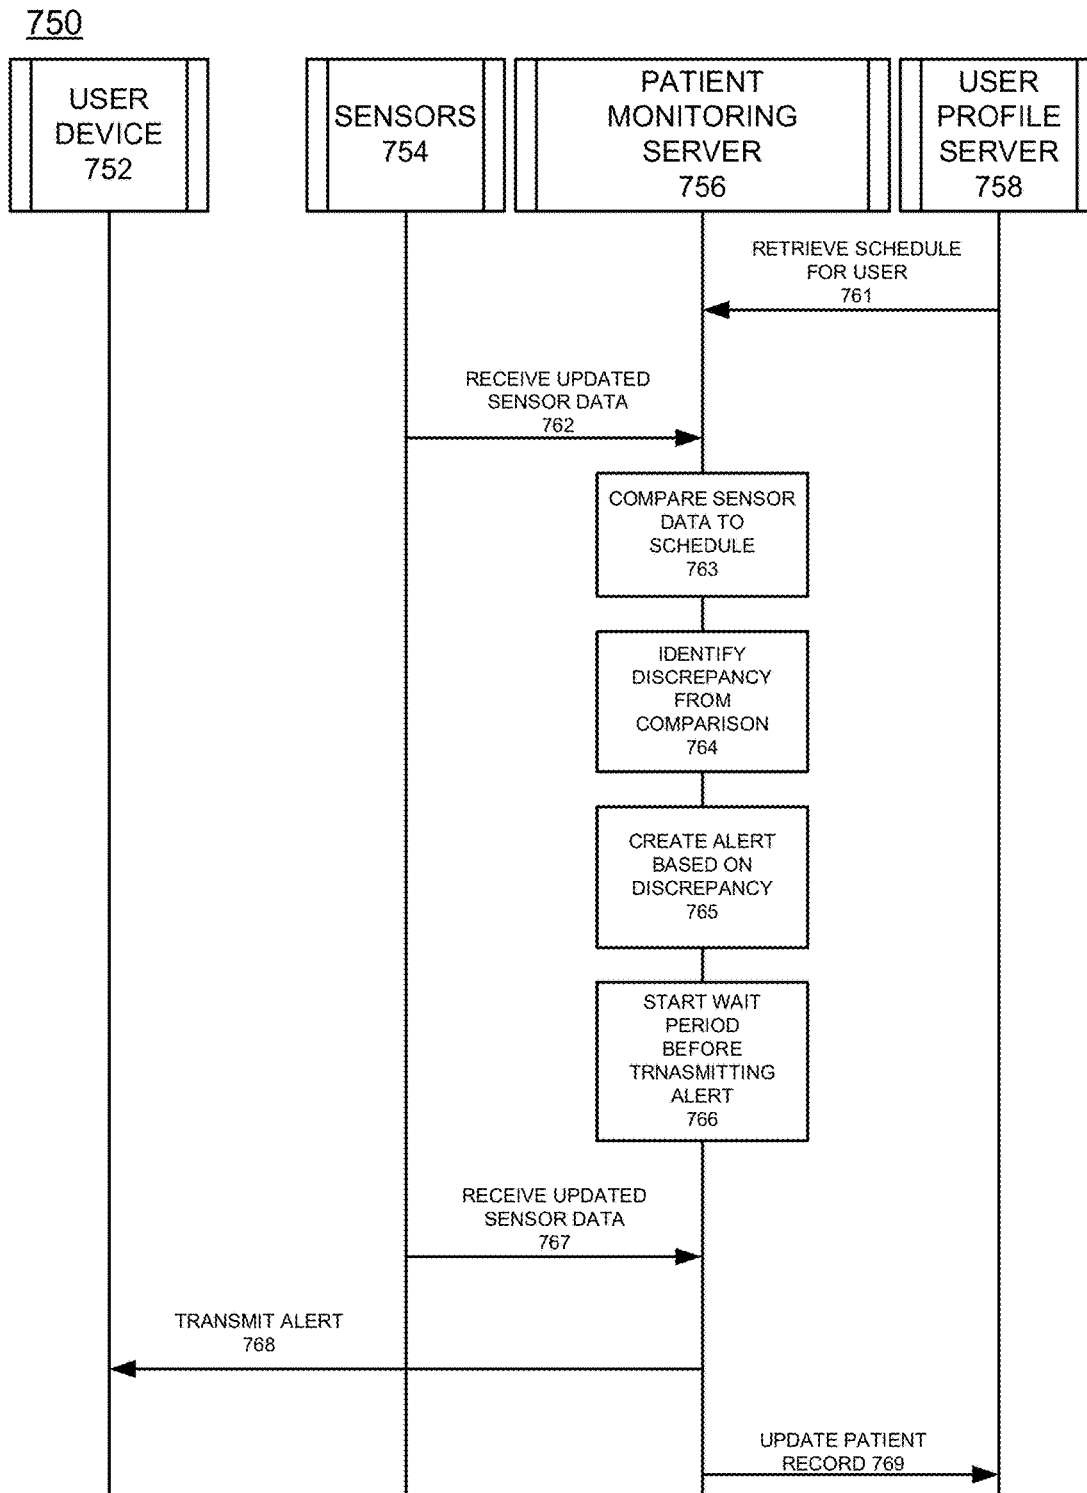 750
USER
DEVICE
752
SENSORS
754
PATIENT
MONITORING
SERVER
756
USER
PROFILE
SERVER
758
RETRIEVE SCHEDULE
FOR USER
761
RECEIVE UPDATED
SENSOR DATA
762
COMPARE SENSOR
DATA TO
SCHEDULE
763
IDENTIFY
DISCREPANCY
FROM
COMPARISON
764
CREATE ALERT
BASED ON
DISCREPANCY
765
START WAIT
PERIOD
BEFORE
TRNASMITTING
ALERT
766
RECEIVE UPDATED
SENSOR DATA
767
TRANSMIT ALERT
768
UPDATE PATIENT
RECORD 769